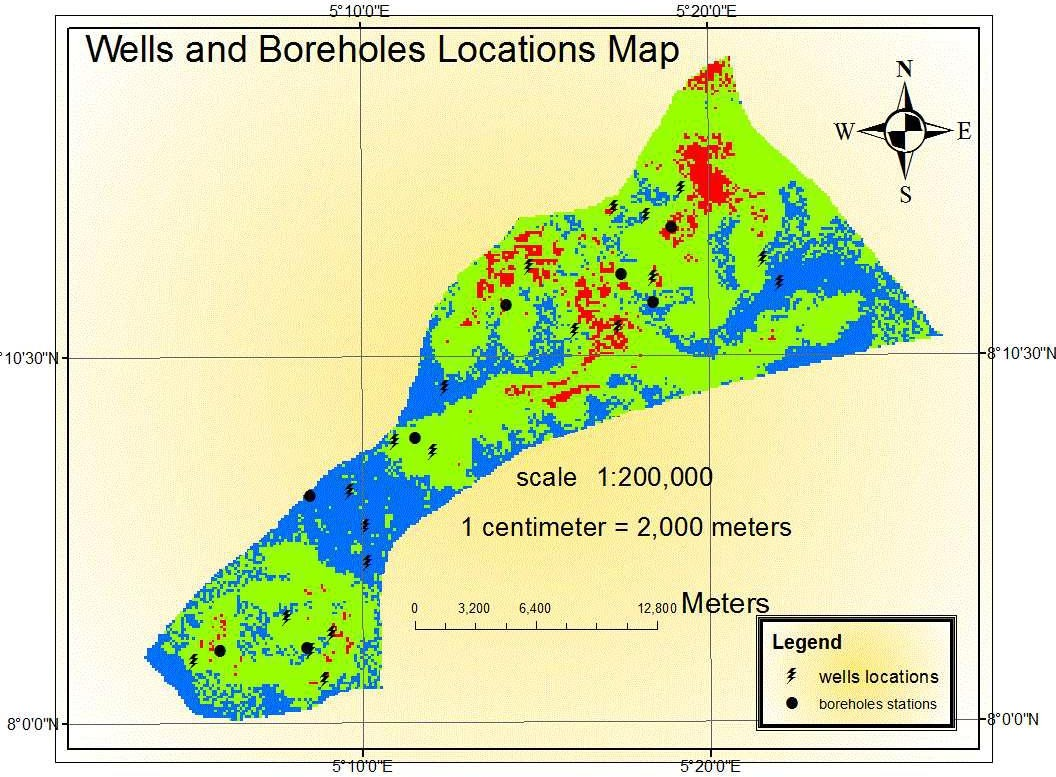 5°10'0"E 5°20'0"E
Wells and Boreholes Locations Map
N
W E
S
°10'30"N 8°10'30"N
scale 1:200,000
1 centimeter = 2,000 meters
0 3,200 6,400 12,800 Meters
Legend
wells locations
boreholes stations
8°0'0"N 8°0'0"N
5°10'0"E 5°20'0"E